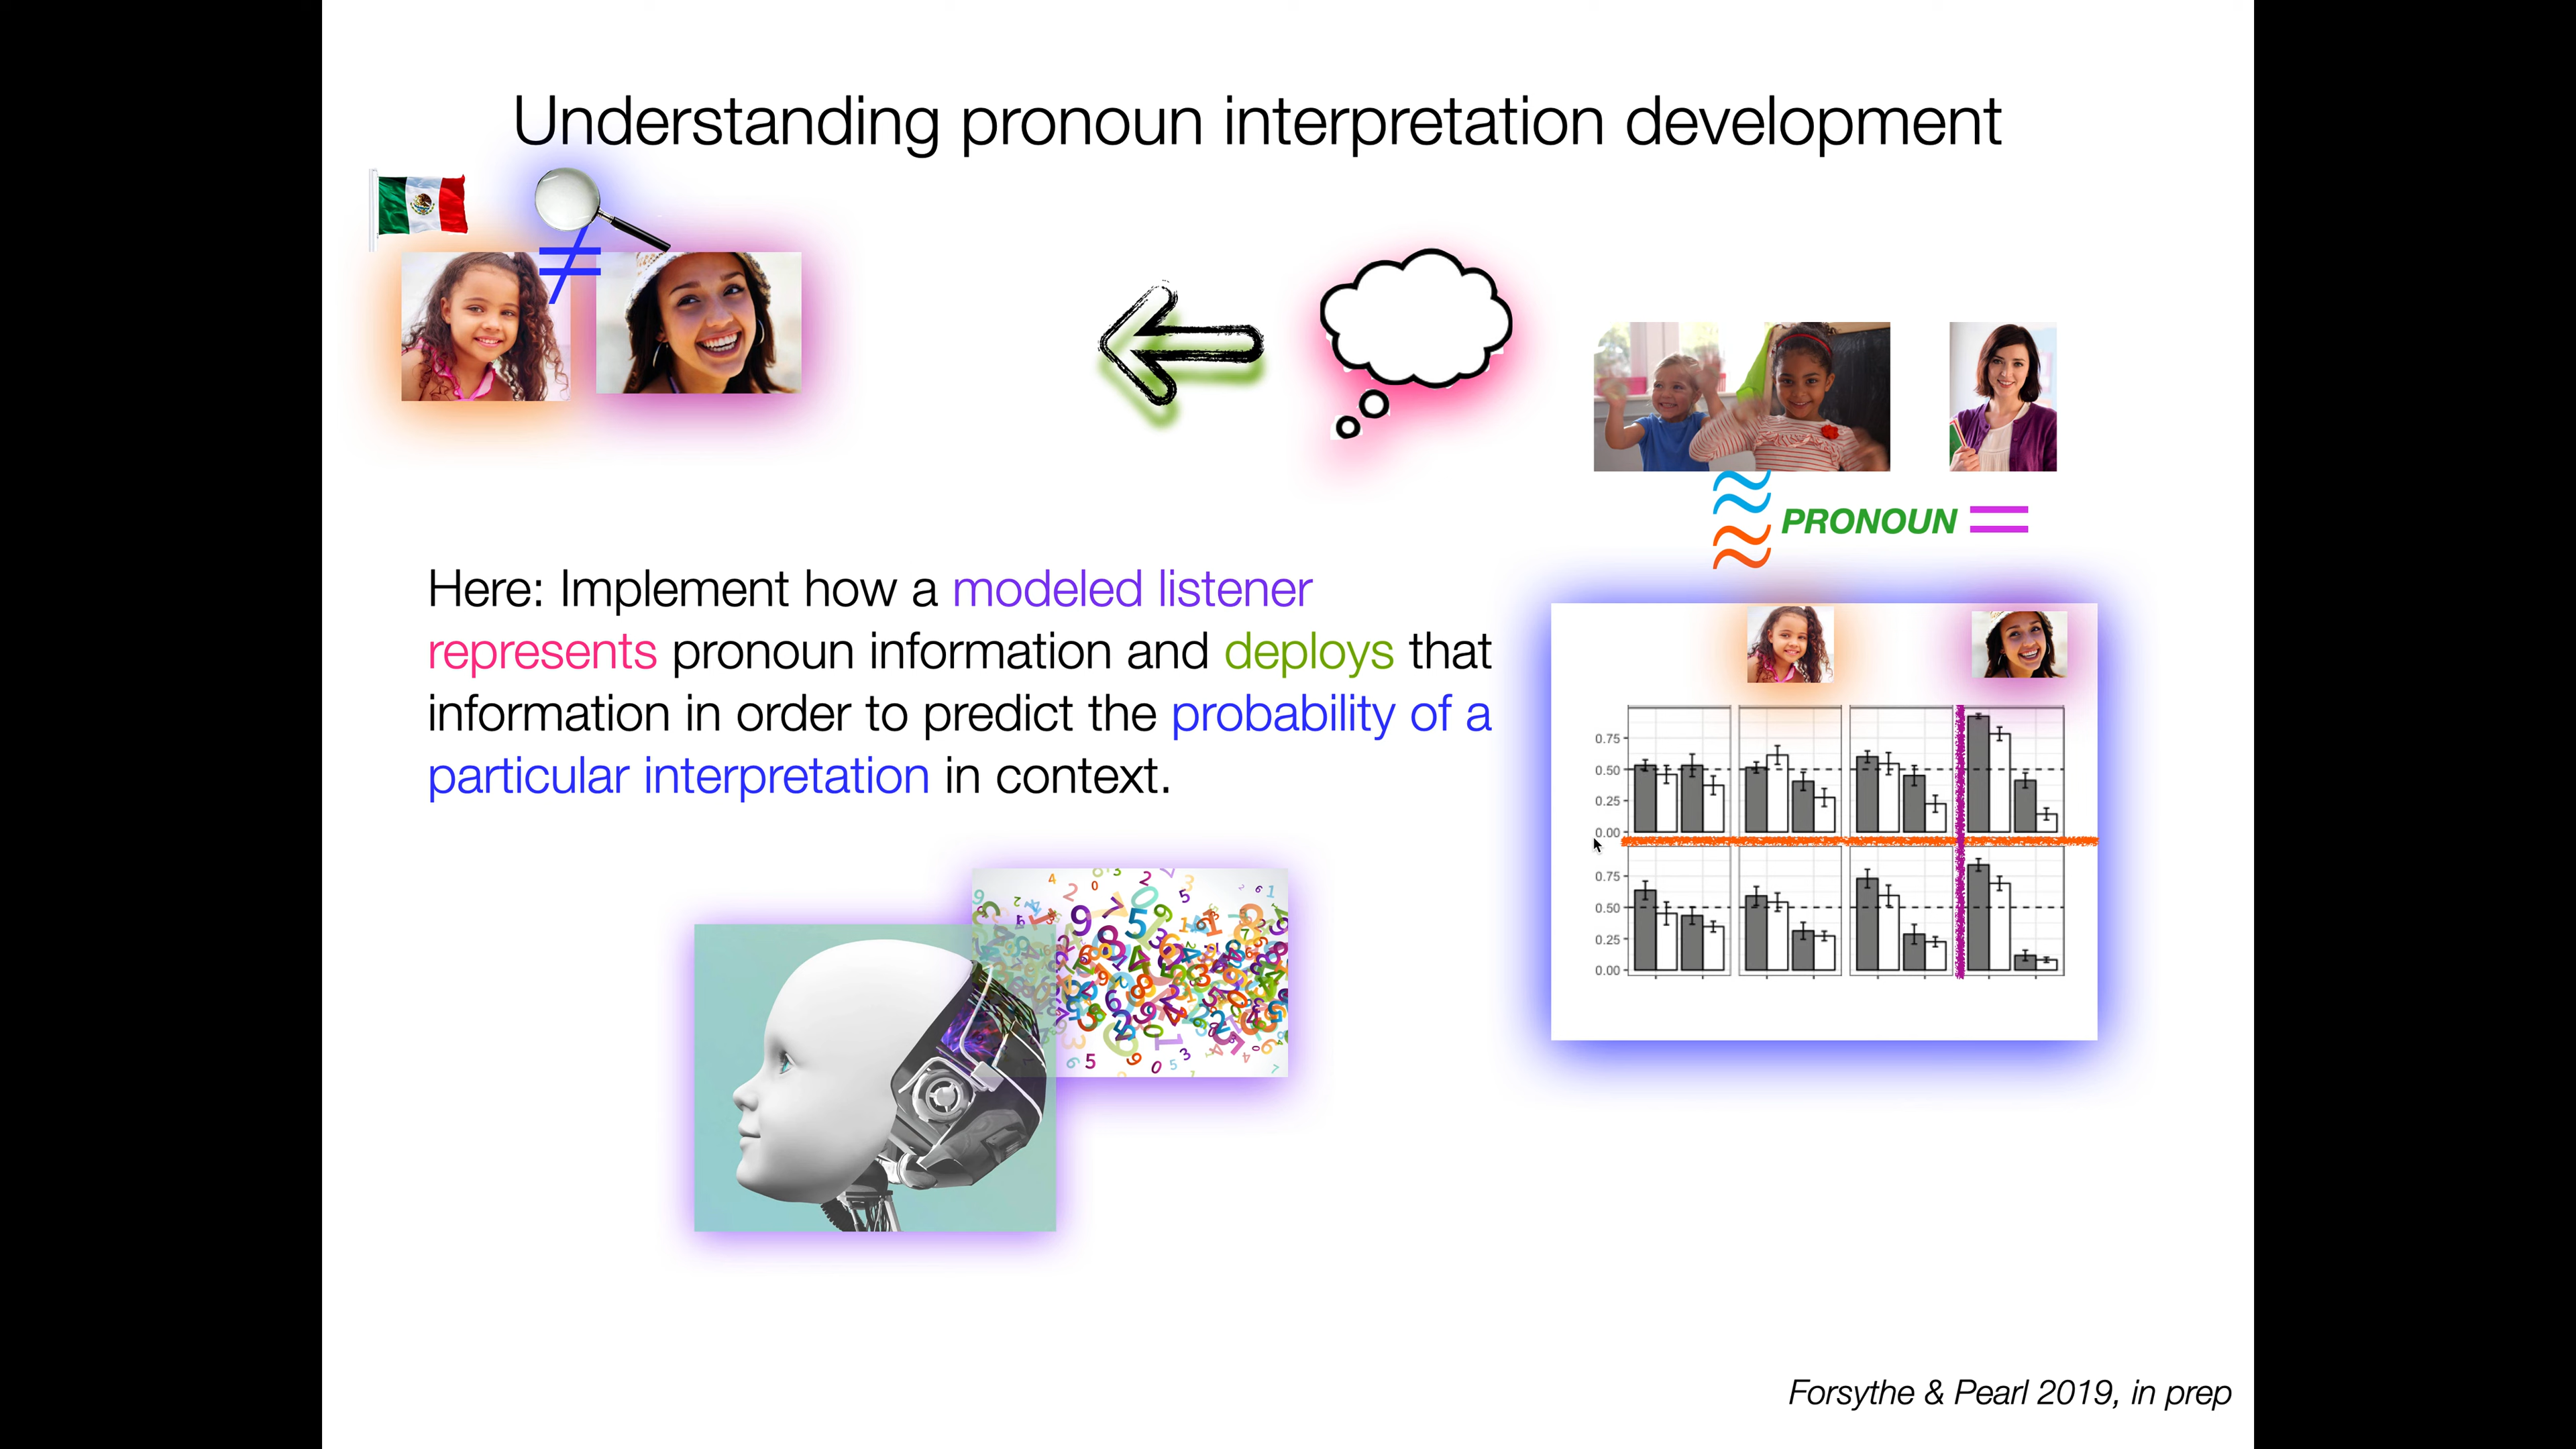 Understanding pronoun interpretation development
≠
≈ PRONOUN =
≈
Here: Implement how a modeled listener
represents pronoun information and deploys that
information in order to predict the probability of a
particular interpretation in context.
0.75
0.50
0.25
0.00
0.75
0.50
0.25
0.00
Forsythe & Pearl 2019, in prep